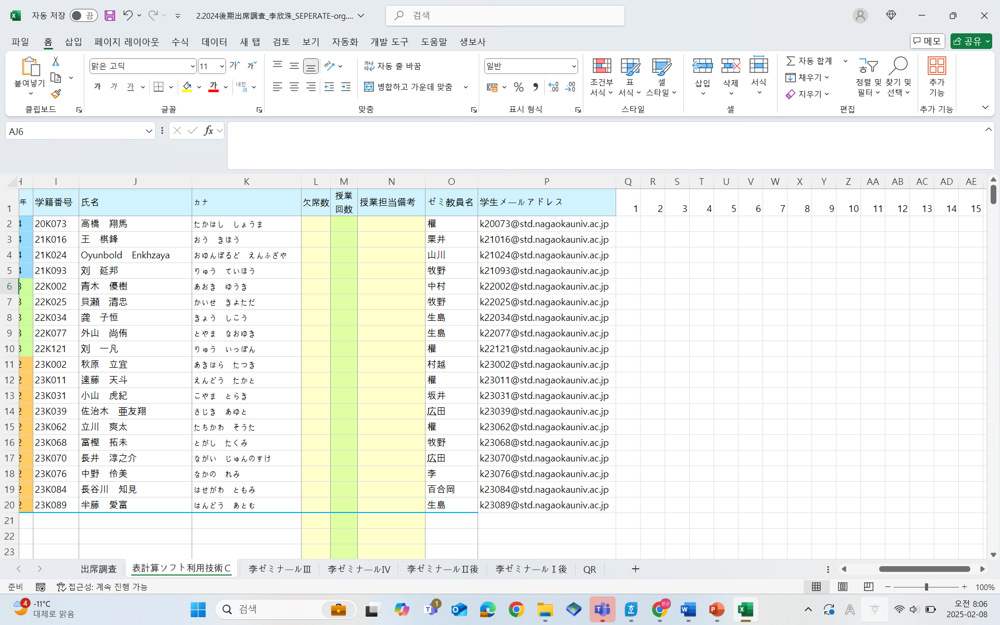 자동 저장 끔 2.2024後期出席調査_李欣洙_SEPERATE-org.... 검색
파일 홈 삽입 페이지 레이아웃 수식 데이터 새 탭 검토 보기 자동화 개발 도구 도움말 생보사 메모 공유
붙여넣기 맑은 고딕 11 가 가 자동 줄 바꿈 일반 조건부 서식 표 서식 셀 스타일 삽입 삭제 서식 자동 합계 채우기 지우기 정렬 및 필터 찾기 및 선택 추가 기능
가 가 가 가 내천 병합하고 가운데 맞춤
클립보드 글꼴 맞춤 표시 형식 스타일 셀 편집 추가 기능
AJ6 fx
H I J K L M N O P Q R S T U V W X Y Z AA AB AC AD AE
1 年 学籍番号 氏名 カナ 欠席数 授業回数 授業担当備考 ゼミ教員名 学生メールアドレス 1 2 3 4 5 6 7 8 9 10 11 12 13 14 15
2 4 20K073 高橋　翔馬 たかはし　しょうま 權 k20073@std.nagaokauniv.ac.jp
3 4 21K016 王　棋鋒 おう　きほう 栗井 k21016@std.nagaokauniv.ac.jp
4 4 21K024 Oyunbold　Enkhzaya おゆんぼるど　えんふざや 山川 k21024@std.nagaokauniv.ac.jp
5 4 21K093 刘　延邦 りゅう　ていほう 牧野 k21093@std.nagaokauniv.ac.jp
6 3 22K002 青木　優樹 あおき　ゆうき 中村 k22002@std.nagaokauniv.ac.jp
7 3 22K025 貝瀬　清忠 かいせ　きよただ 牧野 k22025@std.nagaokauniv.ac.jp
8 3 22K034 龚　子恒 きょう　しこう 生島 k22034@std.nagaokauniv.ac.jp
9 3 22K077 外山　尚侑 とやま　なおゆき 生島 k22077@std.nagaokauniv.ac.jp
10 3 22K121 刘　一凡 りゅう　いっぽん 權 k22121@std.nagaokauniv.ac.jp
11 2 23K002 秋原　立宜 あきはら　たつき 村越 k23002@std.nagaokauniv.ac.jp
12 2 23K011 遠藤　天斗 えんどう　たかと 權 k23011@std.nagaokauniv.ac.jp
13 2 23K031 小山　虎紀 こやま　とらき 坂井 k23031@std.nagaokauniv.ac.jp
14 2 23K039 佐治木　亜友翔 さじき　あゆと 広田 k23039@std.nagaokauniv.ac.jp
15 2 23K062 立川　爽太 たちかわ　そうた 權 k23062@std.nagaokauniv.ac.jp
16 2 23K068 富樫　拓未 とがし　たくみ 牧野 k23068@std.nagaokauniv.ac.jp
17 2 23K070 長井　淳之介 ながい　じゅんのすけ 広田 k23070@std.nagaokauniv.ac.jp
18 2 23K076 中野　伶美 なかの　れみ 李 k23076@std.nagaokauniv.ac.jp
19 2 23K084 長谷川　知見 はせがわ　ともみ 百合岡 k23084@std.nagaokauniv.ac.jp
20 2 23K089 半藤　愛富 はんどう　あとむ 生島 k23089@std.nagaokauniv.ac.jp
21
22
23
出席調査 表計算ソフト利用技術C 李ゼミナールⅢ 李ゼミナールⅣ 李ゼミナールⅡ後 李ゼミナールⅠ後 QR
준비 접근성: 계속 진행 가능 100%
4 -11°C 검색 1 본곤 오전 8:06
대체로 맑음 2025-02-08